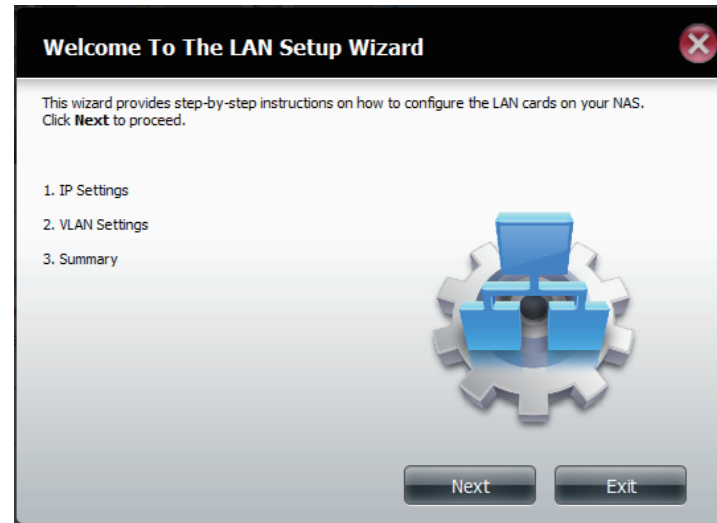 Welcome To The LAN Setup Wizard
This wizard provides step-by-step instructions on how to configure the LAN cards on your NAS.
Click Next to proceed.
1. IP Settings
2. VLAN Settings
3. Summary
Next
Exit